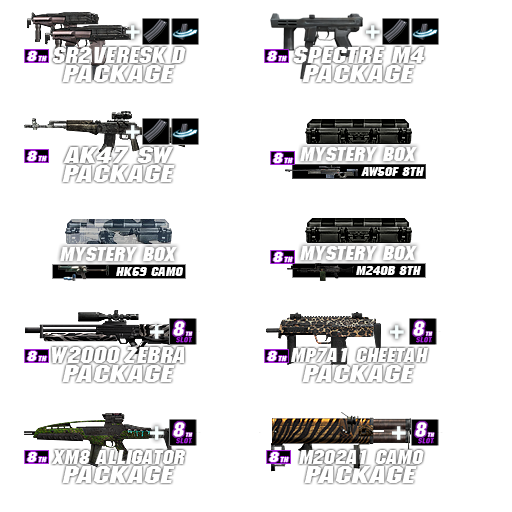 8TH SR2 VERESK D
PACKAGE
8TH SPECTRE M4
PACKAGE
8TH AK47 SW
PACKAGE
8TH MYSTERY BOX
AW50F 8TH
MYSTERY BOX
HK69 CAMO
8TH MYSTERY BOX
M240B 8TH
8TH SLOT
8TH W2000 ZEBRA
PACKAGE
8TH SLOT
8TH MP7A1 CHEETAH
PACKAGE
8TH SLOT
8TH XM8 ALLIGATOR
PACKAGE
8TH SLOT
8TH M202A1 CAMO
PACKAGE